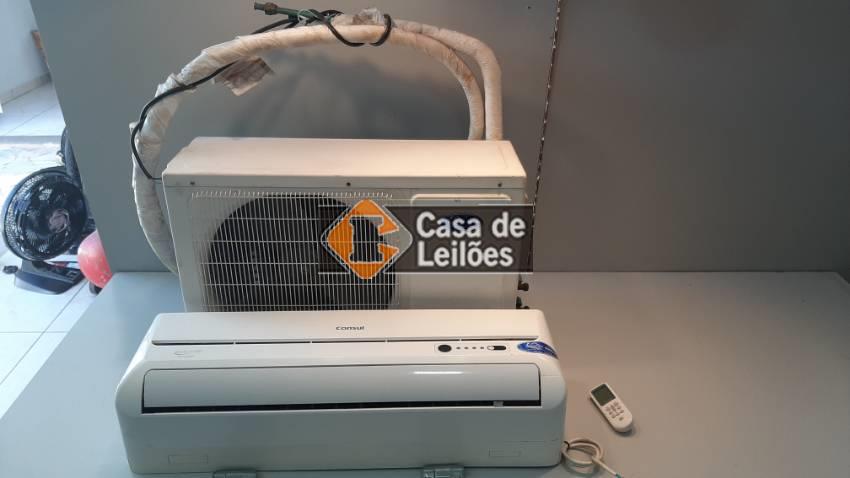 Casa de
Leilões
consul